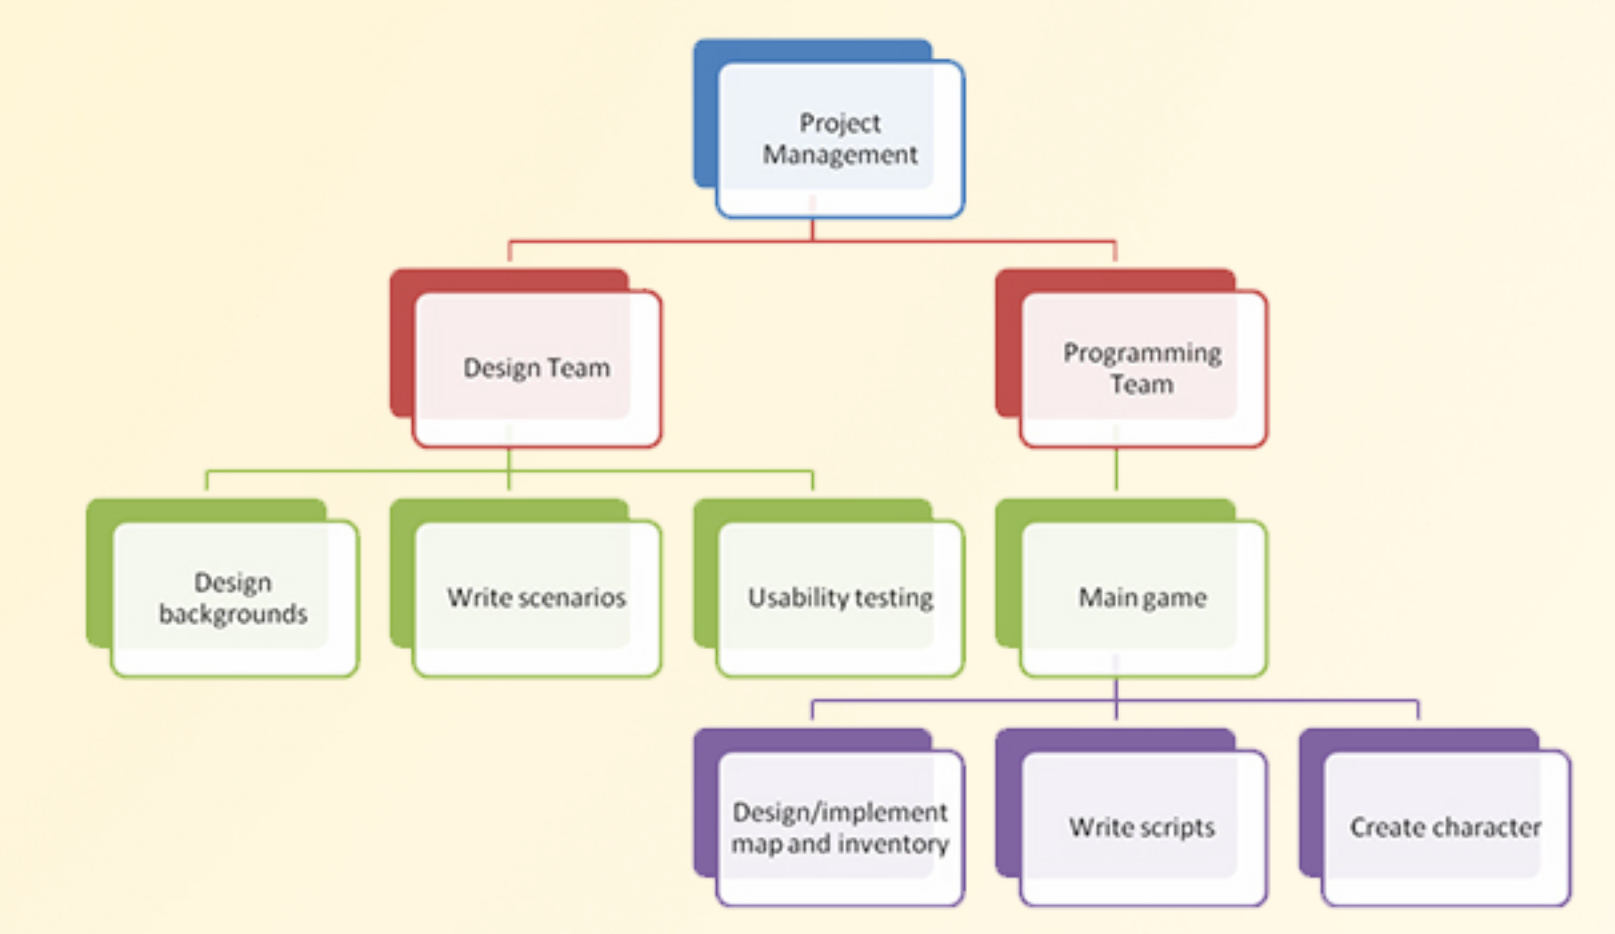 Project
Management
Design Team
Programming
Team
Design
backgrounds
Write scenarios
Usability testing
Main game
Design/implement
map and inventory
Write scripts
Create character